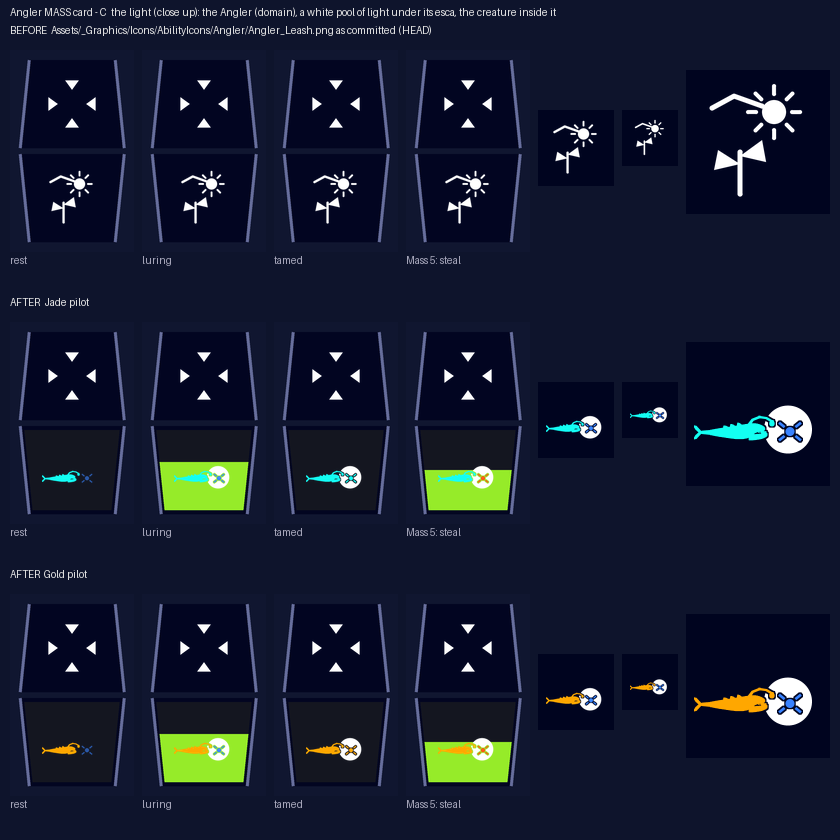 Angler MASS card - C the light (close up): the Angler (domain), a white pool of light under its esca, the creature inside it
BEFORE Assets/_Graphics/Icons/AbilityIcons/Angler/Angler_Leash.png as committed (HEAD)
rest luring tamed Mass 5: steal
AFTER Jade pilot
rest luring tamed Mass 5: steal
AFTER Gold pilot
rest luring tamed Mass 5: steal